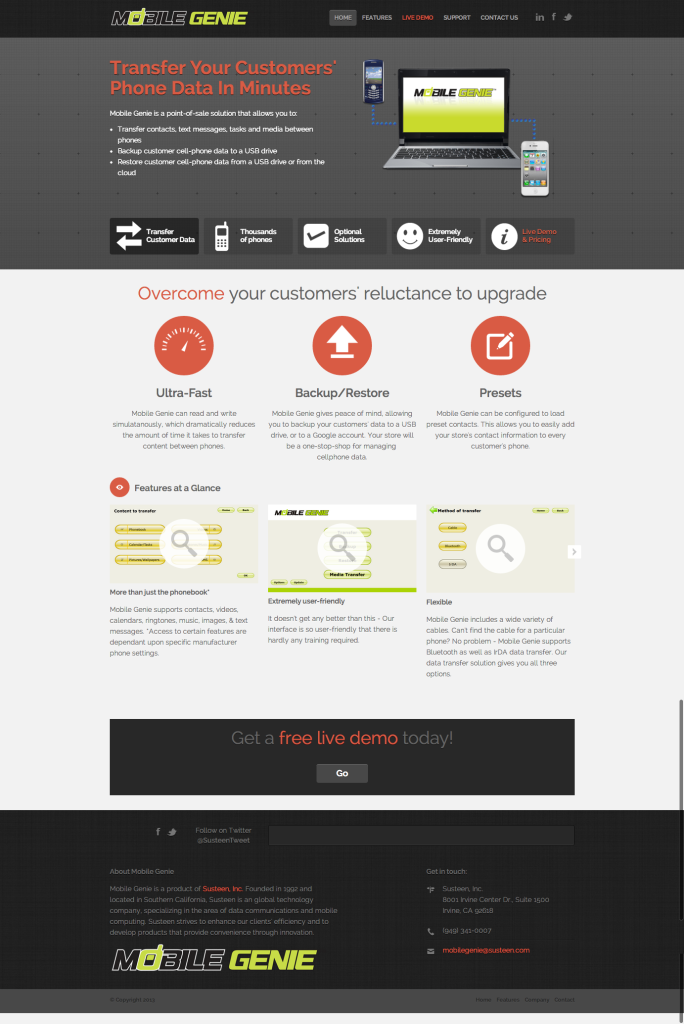 MOBILE GENIE
HOME FEATURES LIVE DEMO SUPPORT CONTACT US
Transfer Your Customers'
Phone Data In Minutes
Mobile Genie is a point-of-sale solution that allows you to:
Transfer contacts, text messages, tasks and media between
phones
Backup customer cell-phone data to a USB drive
Restore customer cell-phone data from a USB drive or from the
cloud
MOBILE GENIE
Transfer
Customer Data
Thousands
of phones
Optional
Solutions
Extremely
User-Friendly
Live Demo
& Pricing
Overcome your customers' reluctance to upgrade
Ultra-Fast
Mobile Genie can read and write
simulatanously, which dramatically reduces
the amount of time it takes to transfer
content between phones.
Backup/Restore
Mobile Genie gives peace of mind, allowing
you to backup your customers' data to a USB
drive, or to a Google account. Your store will
be a one-stop-shop for managing
cellphone data.
Presets
Mobile Genie can be configured to load
preset contacts. This allows you to easily add
your store's contact information to every
customer's phone.
Features at a Glance
Content to transfer
Home Back
Phonebook
Calendar/Tasks
Pictures/Wallpapers
OK
More than just the phonebook*
Mobile Genie supports contacts, videos,
calendars, ringtones, music, images, & text
messages. *Access to certain features are
dependant upon specific manufacturer
phone settings.
MOBILE GENIE
Media Transfer
Options Update
Extremely user-friendly
It doesn't get any better than this - Our
interface is so user-friendly that there is
hardly any training required.
Method of transfer
Home Back
Cable
Bluetooth
IrDA
Flexible
Mobile Genie includes a wide variety of
cables. Can't find the cable for a particular
phone? No problem - Mobile Genie supports
Bluetooth as well as IrDA data transfer. Our
data transfer solution gives you all three
options.
Get a free live demo today!
Go
Follow on Twitter
@SusteenTweet
About Mobile Genie
Mobile Genie is a product of Susteen, Inc. Founded in 1992 and
located in Southern California, Susteen is an global technology
company, specializing in the area of data communications and mobile
computing. Susteen strives to enhance our clients' efficiency and to
develop products that provide convenience through innovation.
MOBILE GENIE
Get in touch:
Susteen, Inc.
8001 Irvine Center Dr., Suite 1500
Irvine, CA 92618
(949) 341-0007
mobilegenie@susteen.com
© Copyright 2013
Home Features Company Contact